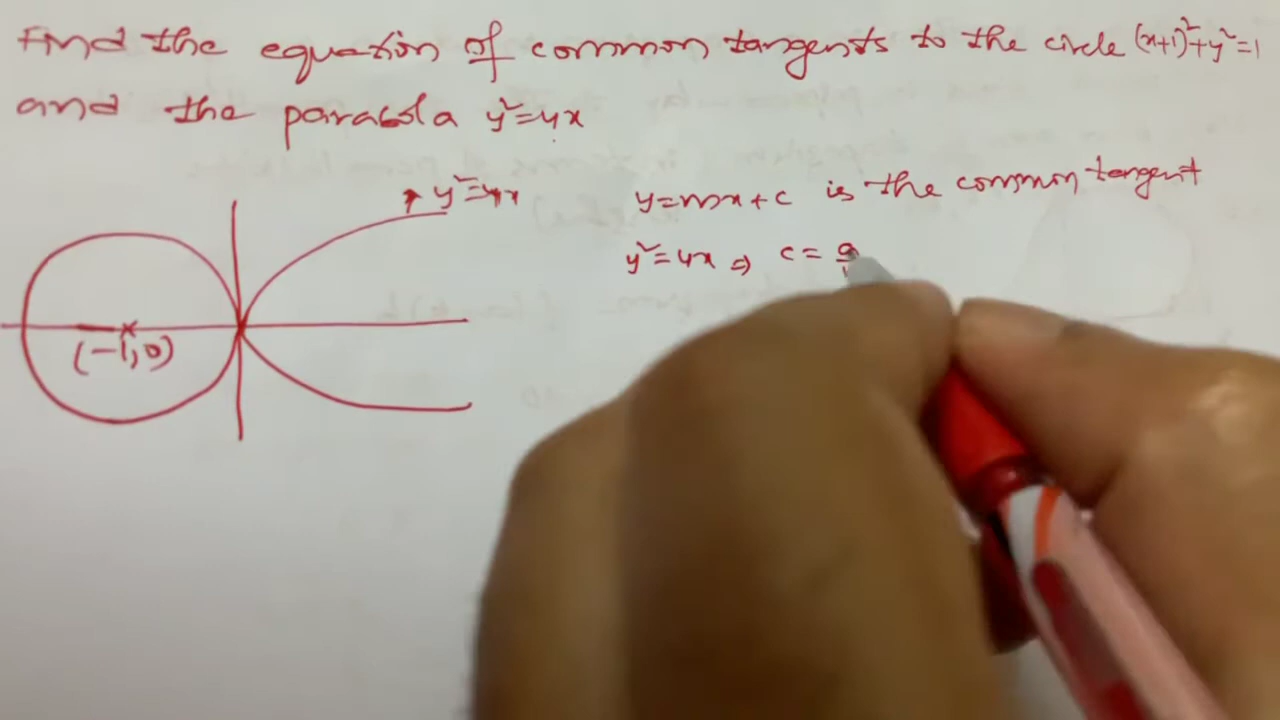 Find the equation of common tangents to the circle (x+1)²+y²=1
and the parabola y²=4x
y²=4x
y=mx+c is the common tangent
y²=4x ⇒ c = a
(-1,0)